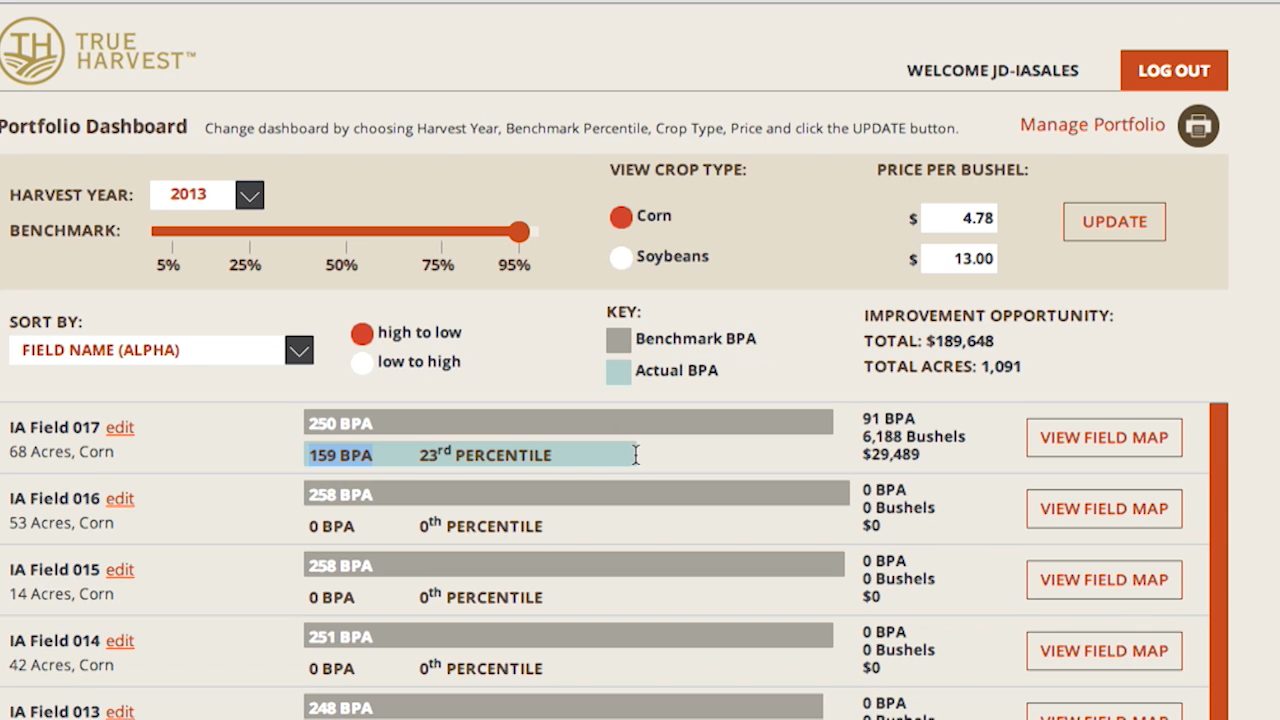 TH
TRUE
HARVEST™
WELCOME JD-IASALES
LOG OUT
Portfolio Dashboard
Change dashboard by choosing Harvest Year, Benchmark Percentile, Crop Type, Price and click the UPDATE button.
Manage Portfolio
HARVEST YEAR: 2013
BENCHMARK:
5% 25% 50% 75% 95%
VIEW CROP TYPE:
Corn
Soybeans
PRICE PER BUSHEL:
$ 4.78
$ 13.00
UPDATE
SORT BY:
FIELD NAME (ALPHA)
high to low
low to high
KEY:
Benchmark BPA
Actual BPA
IMPROVEMENT OPPORTUNITY:
TOTAL: $189,648
TOTAL ACRES: 1,091
IA Field 017 edit
68 Acres, Corn
250 BPA
159 BPA 23rd PERCENTILE
91 BPA
6,188 Bushels
$29,489
VIEW FIELD MAP
IA Field 016 edit
53 Acres, Corn
258 BPA
0 BPA 0th PERCENTILE
0 BPA
0 Bushels
$0
VIEW FIELD MAP
IA Field 015 edit
14 Acres, Corn
258 BPA
0 BPA 0th PERCENTILE
0 BPA
0 Bushels
$0
VIEW FIELD MAP
IA Field 014 edit
42 Acres, Corn
251 BPA
0 BPA 0th PERCENTILE
0 BPA
0 Bushels
$0
VIEW FIELD MAP
IA Field 013 edit
248 BPA
0 BPA
0 Bushels
VIEW FIELD MAP